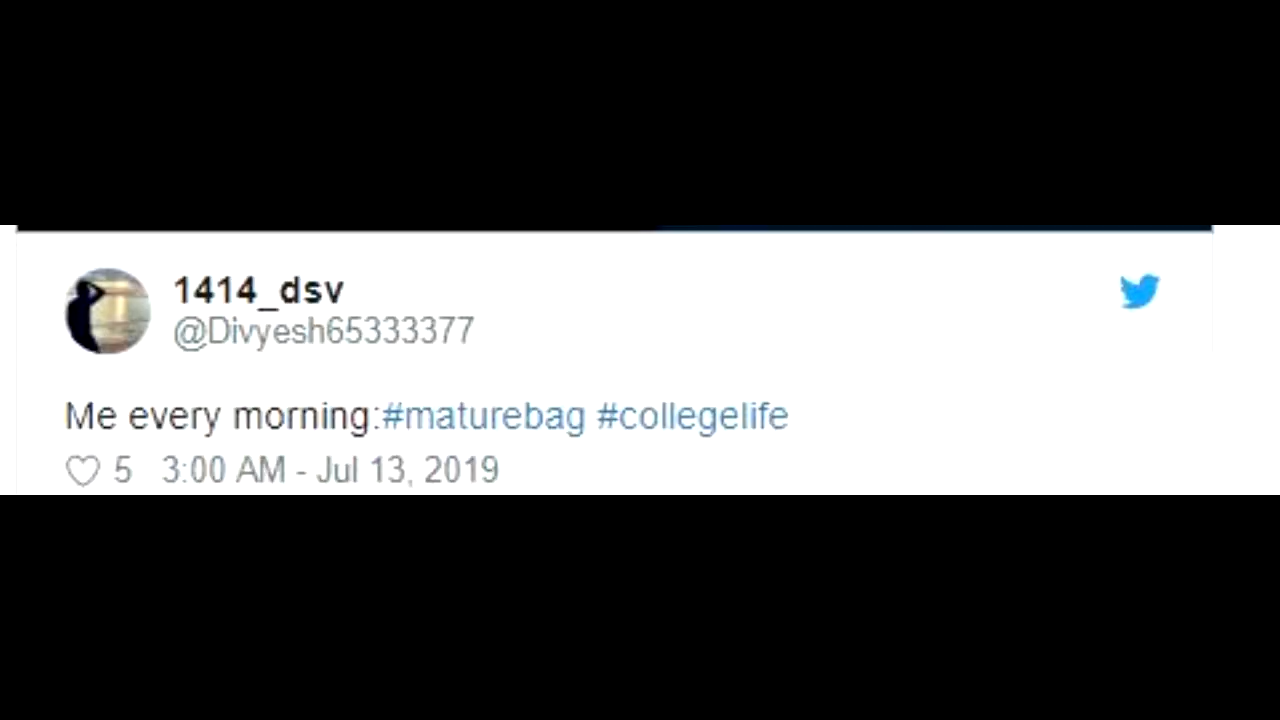 1414_dsv
@Divyesh65333377
Me every morning:#maturebag #collegelife
5 3:00 AM - Jul 13, 2019